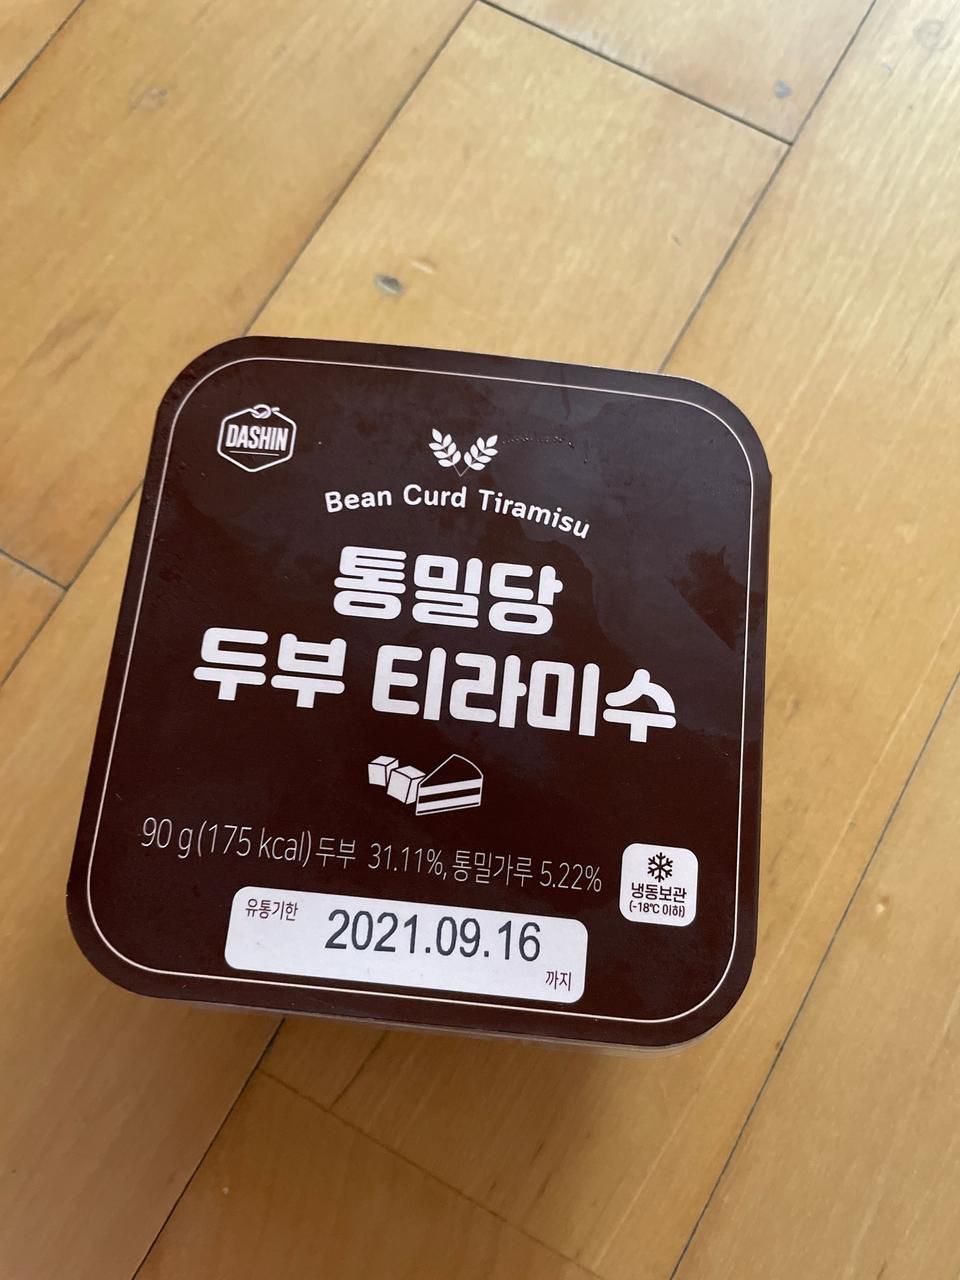 DASHIN
Bean Curd Tiramisu
통밀당
두부 티라미수
90 g (175 kcal) 두부 31.11%, 통밀가루 5.22%
냉동보관
(-18℃ 이하)
유통기한
2021.09.16
까지